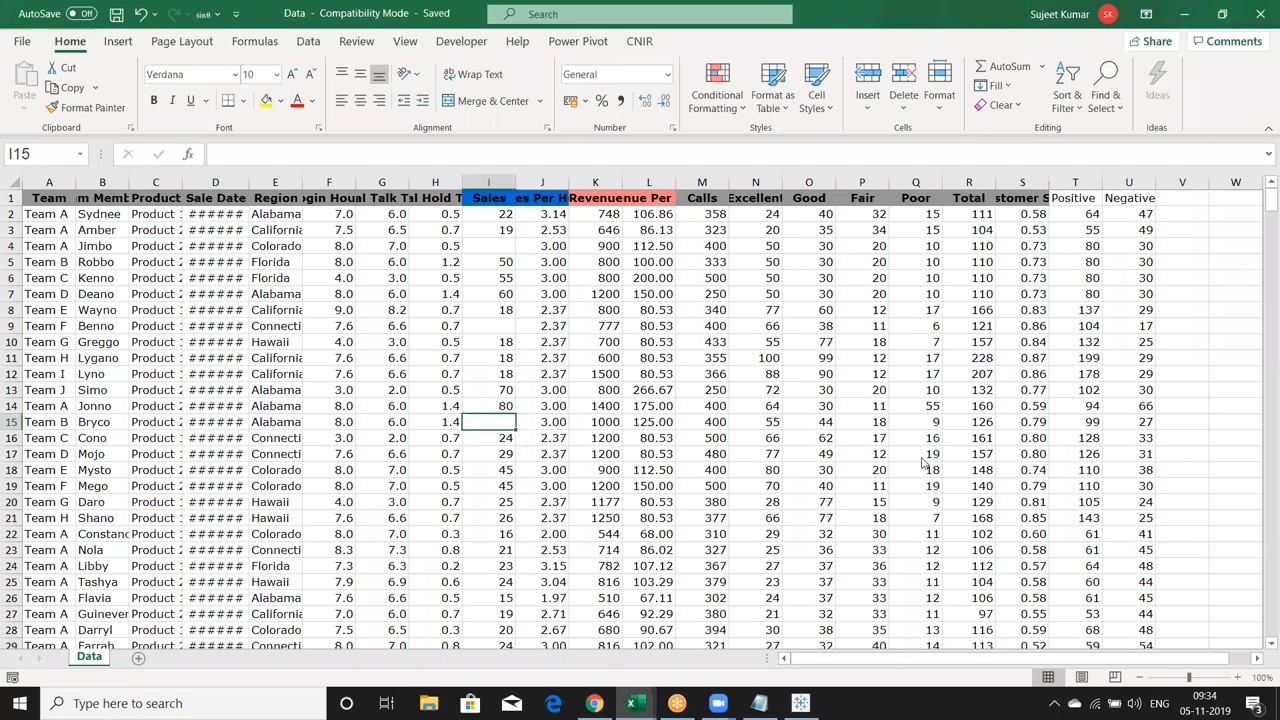 AutoSave Off sinθ Data - Compatibility Mode - Saved Search Sujeet Kumar SK
File Home Insert Page Layout Formulas Data Review View Developer Help Power Pivot CNIR Share Comments
Paste Cut Copy Format Painter Verdana 10 B I U Wrap Text Merge & Center General Conditional Formatting Format as Table Cell Styles Insert Delete Format AutoSum Fill Clear Sort & Filter Find & Select Ideas
Clipboard Font Alignment Number Styles Cells Editing Ideas
I15 fx
A B C D E F G H I J K L M N O P Q R S T U V W
1 Team m Memb Product Sale Date Region gin Houa Talk Ta Hold T Sales es Per H Revenue nue Per Calls Excellent Good Fair Poor Total stomer S Positive Negative
2 Team A Sydnee Product ###### Alabama 7.0 6.0 0.5 22 3.14 748 106.86 358 24 40 32 15 111 0.58 64 47
3 Team A Amber Product ###### California 7.5 6.5 0.7 19 2.53 646 86.13 323 20 35 34 15 104 0.53 55 49
4 Team A Jimbo Product ###### Colorado 8.0 7.0 0.5 3.00 900 112.50 400 50 30 20 10 110 0.73 80 30
5 Team B Robbo Product ###### Florida 8.0 6.0 1.2 50 3.00 800 100.00 333 50 30 20 10 110 0.73 80 30
6 Team C Kenno Product ###### Florida 4.0 3.0 0.5 55 3.00 800 200.00 500 50 30 20 10 110 0.73 80 30
7 Team D Deano Product ###### Alabama 8.0 6.0 1.4 60 3.00 1200 150.00 250 50 30 20 10 110 0.73 80 30
8 Team E Wayno Product ###### California 9.0 8.2 0.7 18 2.37 800 80.53 340 77 60 12 17 166 0.83 137 29
9 Team F Benno Product ###### Connecti 7.6 6.6 0.7 2.37 777 80.53 400 66 38 11 6 121 0.86 104 17
10 Team G Greggo Product ###### Hawaii 4.0 3.0 0.5 18 2.37 700 80.53 433 55 77 18 7 157 0.84 132 25
11 Team H Lygano Product ###### California 7.6 6.6 0.7 18 2.37 600 80.53 355 100 99 12 17 228 0.87 199 29
12 Team I Lyno Product ###### California 7.6 6.6 0.7 18 2.37 1500 80.53 366 88 90 12 17 207 0.86 178 29
13 Team J Simo Product ###### Alabama 3.0 2.0 0.5 70 3.00 800 266.67 250 72 30 20 10 132 0.77 102 30
14 Team A Jonno Product ###### Alabama 8.0 6.0 1.4 80 3.00 1400 175.00 400 64 30 11 55 160 0.59 94 66
15 Team B Bryco Product ###### Alabama 8.0 6.0 1.4 3.00 1000 125.00 400 55 44 18 9 126 0.79 99 27
16 Team C Cono Product ###### Connecti 3.0 2.0 0.7 24 2.37 1200 80.53 500 66 62 17 16 161 0.80 128 33
17 Team D Mojo Product ###### Connecti 7.6 6.6 0.7 29 2.37 1200 80.53 480 77 49 12 19 157 0.80 126 31
18 Team E Mysto Product ###### Colorado 8.0 7.0 0.5 45 3.00 900 112.50 400 80 30 20 18 148 0.74 110 38
19 Team F Mego Product ###### Colorado 8.0 7.0 0.5 45 3.00 1200 150.00 500 70 40 11 19 140 0.79 110 30
20 Team G Daro Product ###### Hawaii 4.0 3.0 0.7 25 2.37 1177 80.53 380 28 77 15 9 129 0.81 105 24
21 Team H Shano Product ###### Hawaii 7.6 6.6 0.7 26 2.37 1250 80.53 377 66 77 18 7 168 0.85 143 25
22 Team A Constanc Product ###### Colorado 8.0 7.0 0.3 16 2.00 544 68.00 310 29 32 30 11 102 0.60 61 41
23 Team A Nola Product ###### Connecti 8.3 7.3 0.8 21 2.53 714 86.02 327 25 36 33 12 106 0.58 61 45
24 Team A Libby Product ###### Florida 7.3 6.3 0.2 23 3.15 782 107.12 367 27 37 36 12 112 0.57 64 48
25 Team A Tashya Product ###### Hawaii 7.9 6.9 0.6 24 3.04 816 103.29 379 23 37 33 11 104 0.58 60 44
26 Team A Flavia Product ###### Alabama 7.6 6.6 0.6 15 1.97 510 67.11 302 24 37 33 12 106 0.58 61 45
27 Team A Guinever Product ###### California 7.0 6.0 0.7 19 2.71 646 92.29 380 21 32 33 11 97 0.55 53 44
28 Team A Darryl Product ###### Colorado 7.5 6.5 0.3 20 2.67 680 90.67 394 30 38 35 13 116 0.59 68 48
29 Team A Farrah Product ###### Colorado 8.0 7.0 0.8 24 3.00 816 102.00 321 27 32 40 14 113 0.52 59 54
Data
100%
Type here to search ENG 09:34 05-11-2019 3